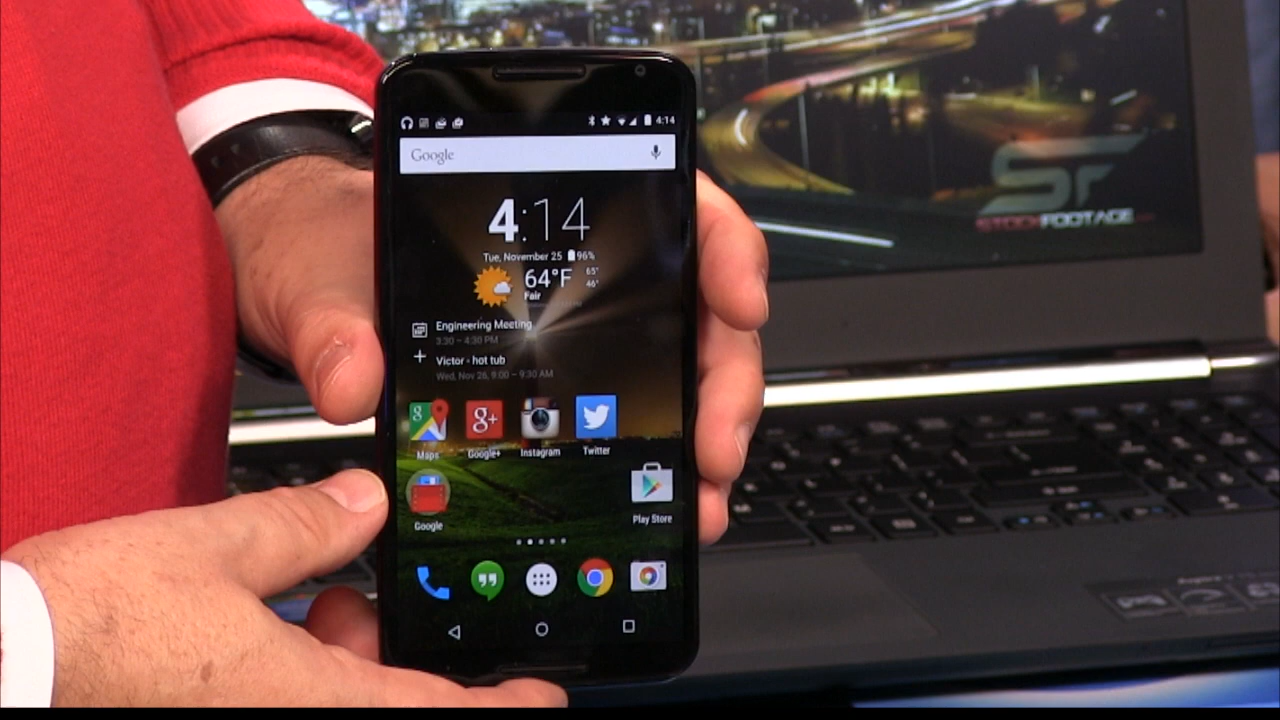 4:14
Google
4:14
Tue, November 25 96%
64°F
65°
46°
Fair
Engineering Meeting
3:30 – 4:30 PM
Victor - hot tub
Wed, Nov 26, 9:00 – 9:30 AM
Maps
Google+
Instagram
Twitter
Google
Play Store
SF
STOCKFOOTAGE